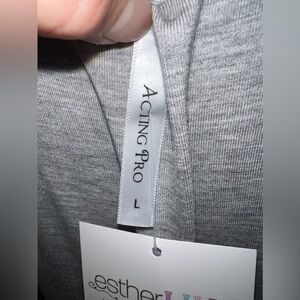 ACTING PRO
L
esther